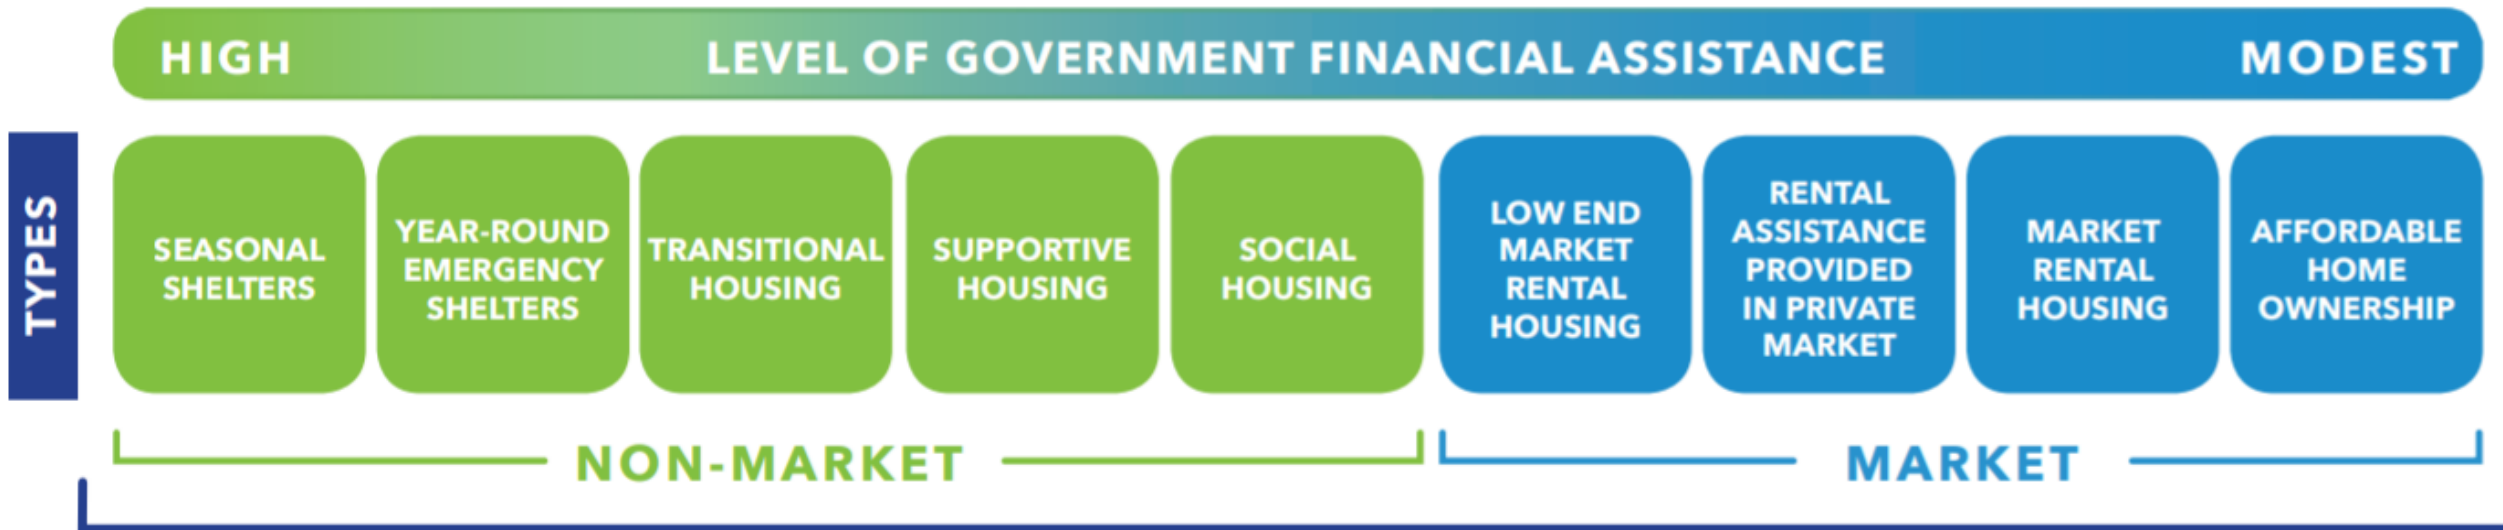 HIGH LEVEL OF GOVERNMENT FINANCIAL ASSISTANCE MODEST
TYPES
SEASONAL
SHELTERS
YEAR-ROUND
EMERGENCY
SHELTERS
TRANSITIONAL
HOUSING
SUPPORTIVE
HOUSING
SOCIAL
HOUSING
LOW END
MARKET
RENTAL
HOUSING
RENTAL
ASSISTANCE
PROVIDED
IN PRIVATE
MARKET
MARKET
RENTAL
HOUSING
AFFORDABLE
HOME
OWNERSHIP
NON-MARKET
MARKET